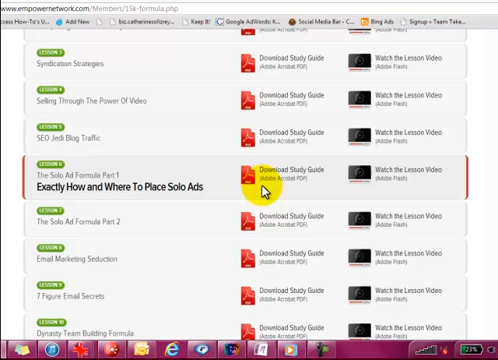 www.empowernetwork.com/Members/15k-formula.php
ccess How-To's U...
Add New
bio.catherinesforay.c...
Keep It!
Google AdWords: K...
Social Media Bar - C...
Bing Ads
Signup « Team Take...
LESSON 3
Syndication Strategies
Download Study Guide
(Adobe Acrobat PDF)
Watch the Lesson Video
(Adobe Flash)
LESSON 4
Selling Through The Power Of Video
Download Study Guide
(Adobe Acrobat PDF)
Watch the Lesson Video
(Adobe Flash)
LESSON 5
SEO Jedi Blog Traffic
Download Study Guide
(Adobe Acrobat PDF)
Watch the Lesson Video
(Adobe Flash)
LESSON 6
The Solo Ad Formula Part 1
Exactly How and Where To Place Solo Ads
Download Study Guide
(Adobe Acrobat PDF)
Watch the Lesson Video
(Adobe Flash)
LESSON 7
The Solo Ad Formula Part 2
Download Study Guide
(Adobe Acrobat PDF)
Watch the Lesson Video
(Adobe Flash)
LESSON 8
Email Marketing Seduction
Download Study Guide
(Adobe Acrobat PDF)
Watch the Lesson Video
(Adobe Flash)
LESSON 9
7 Figure Email Secrets
Download Study Guide
(Adobe Acrobat PDF)
Watch the Lesson Video
(Adobe Flash)
LESSON 10
Dynasty Team Building Formula
Download Study Guide
(Adobe Acrobat PDF)
Watch the Lesson Video
(Adobe Flash)
23%